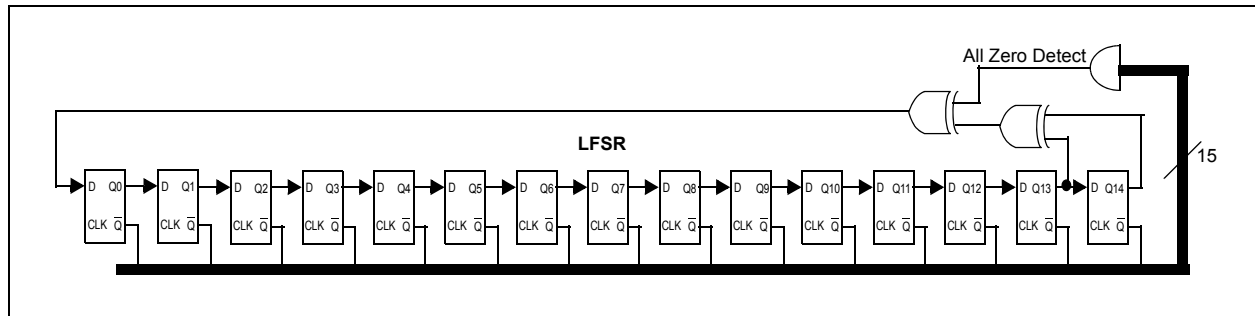 All Zero Detect
LFSR
15
D Q0 D Q1 D Q2 D Q3 D Q4 D Q5 D Q6 D Q7 D Q8 D Q9 D Q10 D Q11 D Q12 D Q13 D Q14
CLK Q̅ CLK Q̅ CLK Q̅ CLK Q̅ CLK Q̅ CLK Q̅ CLK Q̅ CLK Q̅ CLK Q̅ CLK Q̅ CLK Q̅ CLK Q̅ CLK Q̅ CLK Q̅ CLK Q̅